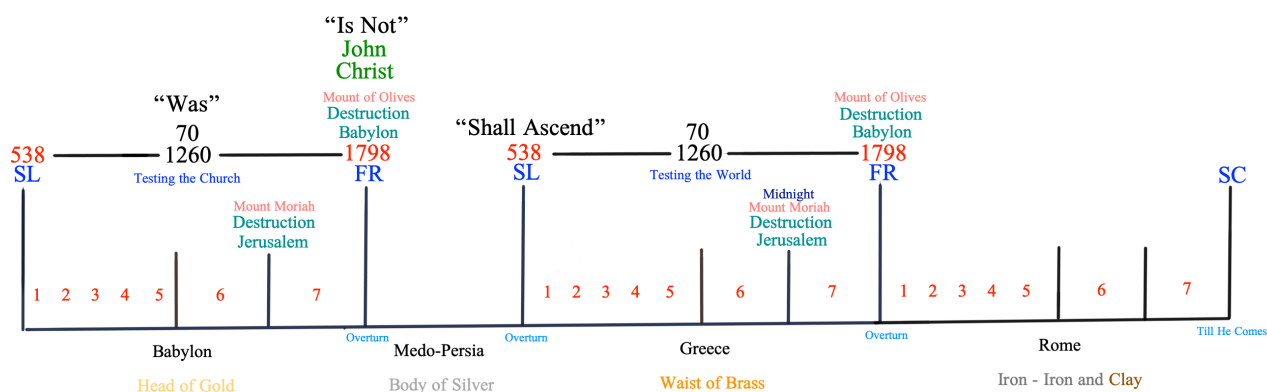 “Is Not”
John
Christ
Mount of Olives
Destruction
Babylon
“Was”
70
538 1260 1798
SL FR
Testing the Church
Mount Moriah
Destruction
Jerusalem
1 2 3 4 5 6 7
“Shall Ascend”
70
538 1260 1798
SL FR
Testing the World
Mount of Olives
Destruction
Babylon
Midnight
Mount Moriah
Destruction
Jerusalem
1 2 3 4 5 6 7
SC
1 2 3 4 5 6 7
Overturn Overturn Overturn Till He Comes
Babylon Medo-Persia Greece Rome
Head of Gold Body of Silver Waist of Brass Iron - Iron and Clay